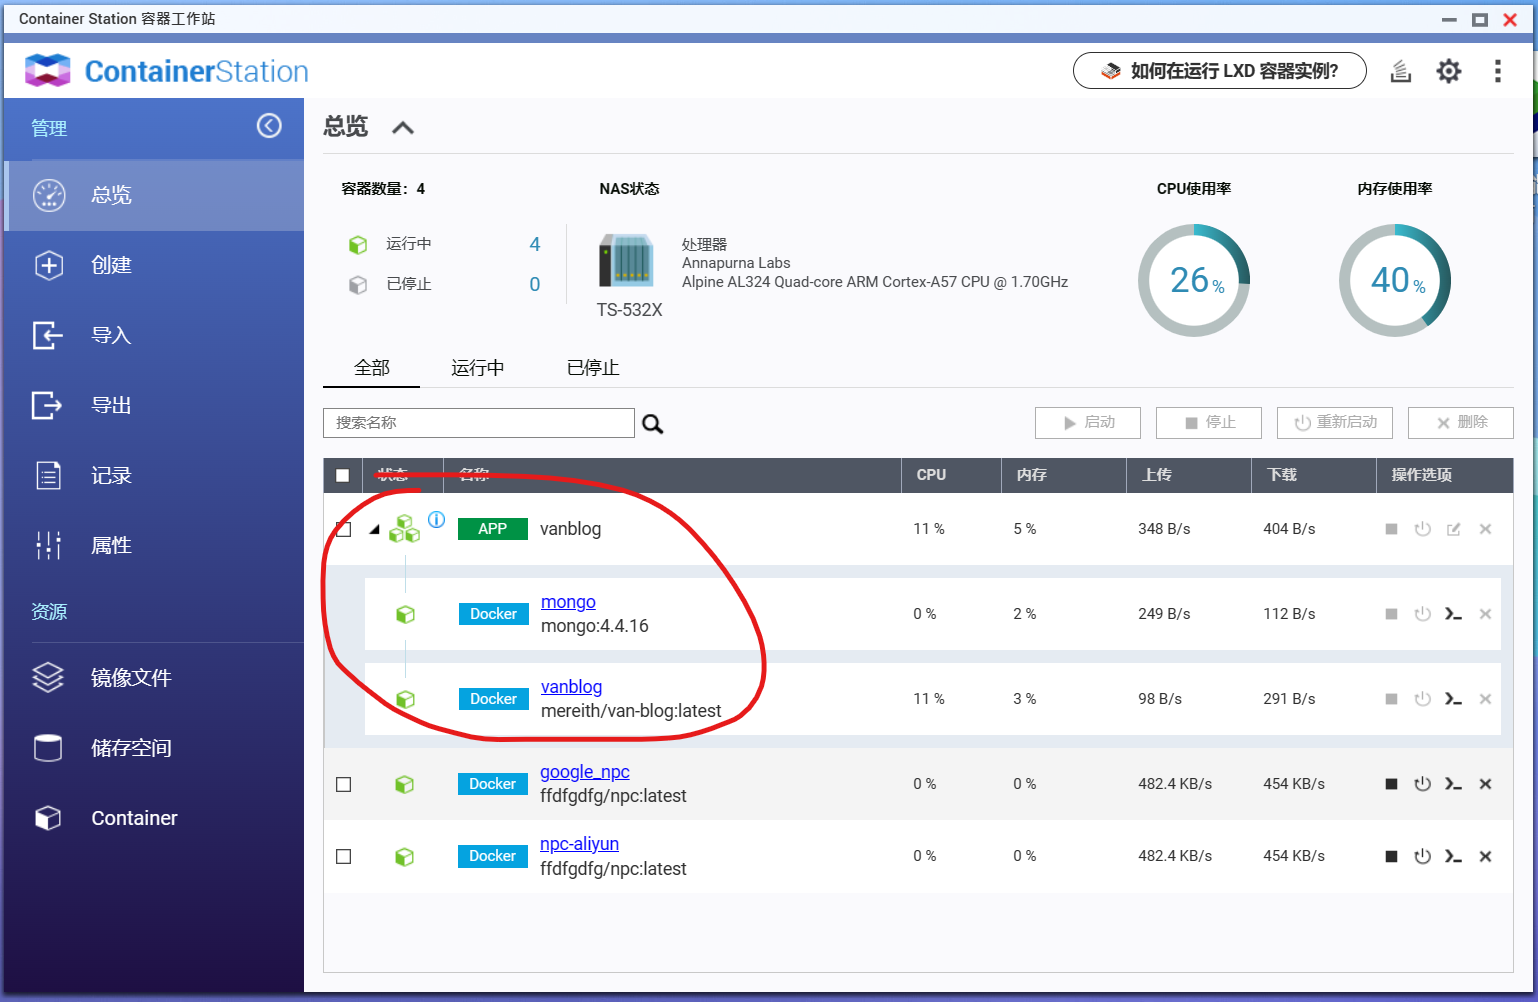 Container Station 容器工作站
ContainerStation
如何在运行 LXD 容器实例?
管理
总览
创建
导入
导出
记录
属性
资源
镜像文件
储存空间
Container
总览
容器数量：4
运行中 4
已停止 0
NAS状态
TS-532X
处理器
Annapurna Labs
Alpine AL324 Quad-core ARM Cortex-A57 CPU @ 1.70GHz
CPU使用率
26%
内存使用率
40%
全部 运行中 已停止
搜索名称
启动 停止 重新启动 删除
状态 名称 CPU 内存 上传 下载 操作选项
APP vanblog 11 % 5 % 348 B/s 404 B/s
Docker mongo 0 % 2 % 249 B/s 112 B/s
mongo:4.4.16
Docker vanblog 11 % 3 % 98 B/s 291 B/s
mereith/van-blog:latest
Docker google_npc 0 % 0 % 482.4 KB/s 454 KB/s
ffdfgdfg/npc:latest
Docker npc-aliyun 0 % 0 % 482.4 KB/s 454 KB/s
ffdfgdfg/npc:latest